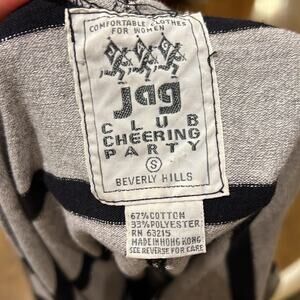 COMFORTABLE CLOTHES
FOR WOMEN
jag
CLUB
CHEERING
PARTY
S
BEVERLY HILLS
67% COTTON
33% POLYESTER
RN 63215
MADE IN HONG KONG
SEE REVERSE FOR CARE